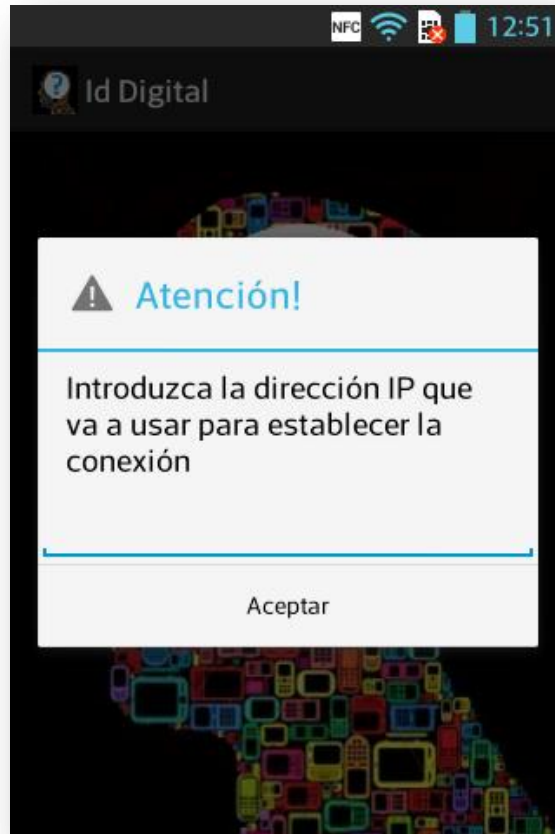 NFC 12:51
Id Digital
Atención!
Introduzca la dirección IP que
va a usar para establecer la
conexión
Aceptar